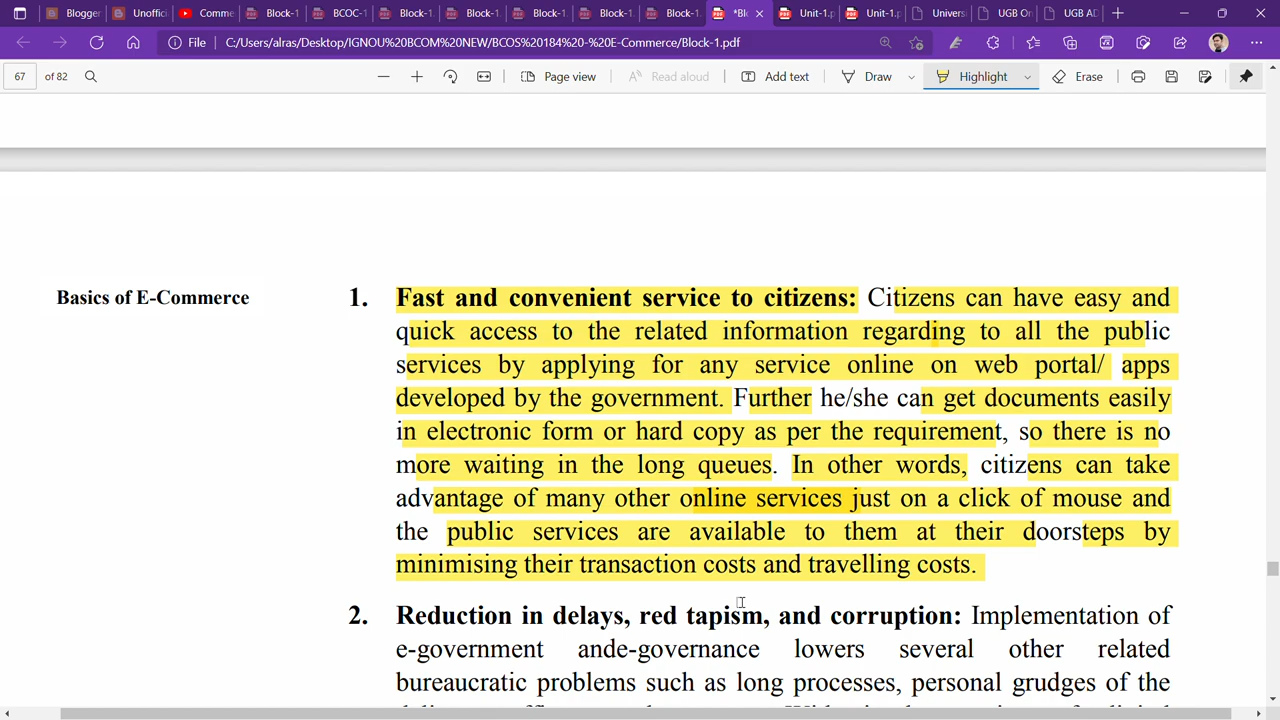 Blogger
Unoffici
Comme
Block-1
BCOC-1
Block-1.
Block-1.
Block-1.
Block-1.
Block-1.
*Blo
Unit-1.p
Unit-1.p
Univers
UGB On
UGB AD
File C:/Users/alras/Desktop/IGNOU%20BCOM%20NEW/BCOS%20184%20-%20E-Commerce/Block-1.pdf
67 of 82 Page view Read aloud Add text Draw Highlight Erase
Basics of E-Commerce
1. Fast and convenient service to citizens: Citizens can have easy and
quick access to the related information regarding to all the public
services by applying for any service online on web portal/ apps
developed by the government. Further he/she can get documents easily
in electronic form or hard copy as per the requirement, so there is no
more waiting in the long queues. In other words, citizens can take
advantage of many other online services just on a click of mouse and
the public services are available to them at their doorsteps by
minimising their transaction costs and travelling costs.
2. Reduction in delays, red tapism, and corruption: Implementation of
e-government ande-governance lowers several other related
bureaucratic problems such as long processes, personal grudges of the